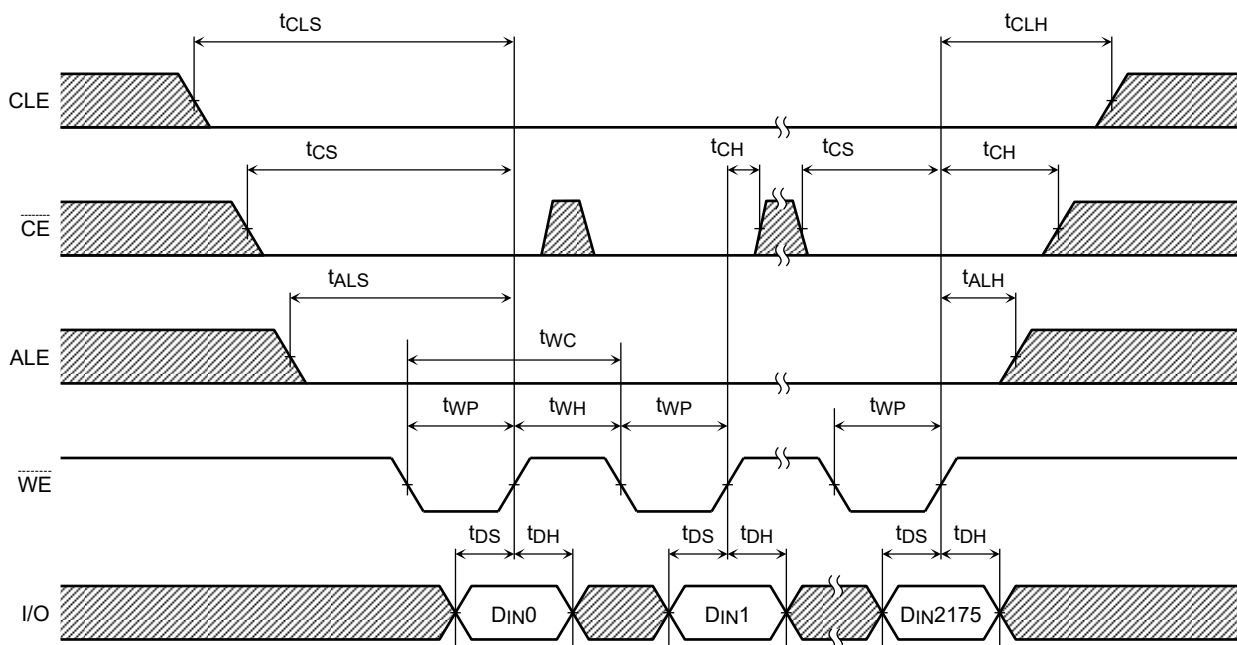 tCLS tCLH
CLE
tCS tCH tCS tCH
CE
tALS tALH
ALE
tWC
tWP tWH tWP tWP
WE
tDS tDH tDS tDH tDS tDH
I/O DIN0 DIN1 DIN2175